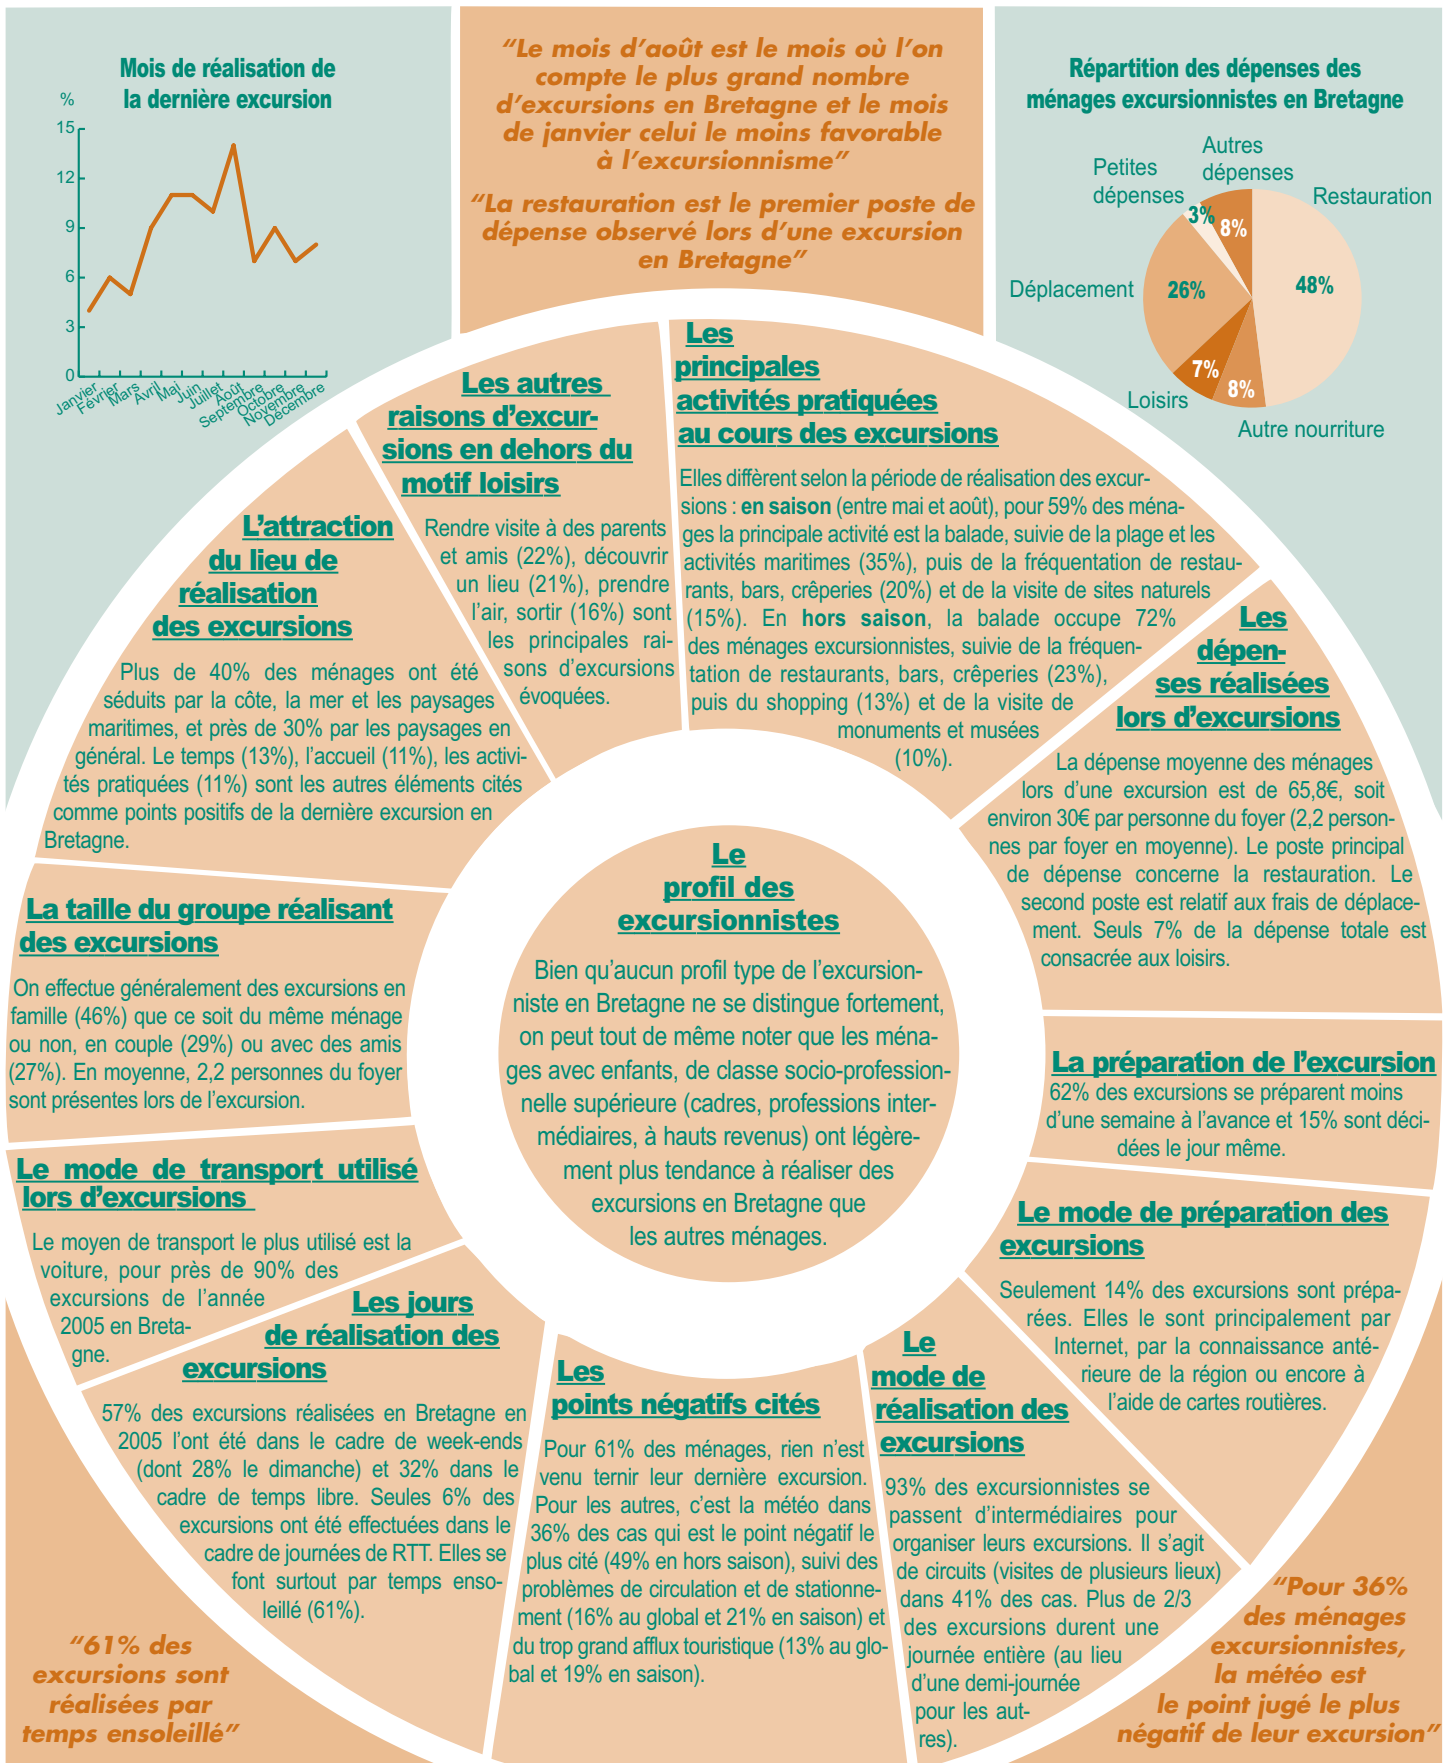 Mois de réalisation de
la dernière excursion
%
15
12
9
6
3
0
Janvier
Février
Mars
Avril
Mai
Juin
Juillet
Août
Septembre
Octobre
Novembre
Décembre
“Le mois d’août est le mois où l’on
compte le plus grand nombre
d’excursions en Bretagne et le mois
de janvier celui le moins favorable
à l’excursionnisme”
“La restauration est le premier poste de
dépense observé lors d’une excursion
en Bretagne”
Répartition des dépenses des
ménages excursionnistes en Bretagne
Autres
dépenses
Petites
dépenses
Restauration
3%
8%
48%
Déplacement
26%
7%
8%
Loisirs
Autre nourriture
Les autres
raisons d’excur-
sions en dehors du
motif loisirs
Rendre visite à des parents
et amis (22%), découvrir
un lieu (21%), prendre
l’air, sortir (16%) sont
les principales rai-
sons d’excursions
évoquées.
Les
principales
activités pratiquées
au cours des excursions
Elles diffèrent selon la période de réalisation des excur-
sions : en saison (entre mai et août), pour 59% des ména-
ges la principale activité est la balade, suivie de la plage et les
activités maritimes (35%), puis de la fréquentation de restau-
rants, bars, crêperies (20%) et de la visite de sites naturels
(15%). En hors saison, la balade occupe 72%
des ménages excursionnistes, suivie de la fréquen-
tation de restaurants, bars, crêperies (23%),
puis du shopping (13%) et de la visite de
monuments et musées
(10%).
L’attraction
du lieu de
réalisation
des excursions
Plus de 40% des ménages ont été
séduits par la côte, la mer et les paysages
maritimes, et près de 30% par les paysages en
général. Le temps (13%), l’accueil (11%), les activi-
tés pratiquées (11%) sont les autres éléments cités
comme points positifs de la dernière excursion en
Bretagne.
Les
dépen-
ses réalisées
lors d’excursions
La dépense moyenne des ménages
lors d’une excursion est de 65,8€, soit
environ 30€ par personne du foyer (2,2 person-
nes par foyer en moyenne). Le poste principal
de dépense concerne la restauration. Le
second poste est relatif aux frais de déplace-
ment. Seuls 7% de la dépense totale est
consacrée aux loisirs.
Le
profil des
excursionnistes
Bien qu’aucun profil type de l’excursion-
niste en Bretagne ne se distingue fortement,
on peut tout de même noter que les ména-
ges avec enfants, de classe socio-profession-
nelle supérieure (cadres, professions inter-
médiaires, à hauts revenus) ont légère-
ment plus tendance à réaliser des
excursions en Bretagne que
les autres ménages.
La taille du groupe réalisant
des excursions
On effectue généralement des excursions en
famille (46%) que ce soit du même ménage
ou non, en couple (29%) ou avec des amis
(27%). En moyenne, 2,2 personnes du foyer
sont présentes lors de l’excursion.
La préparation de l’excursion
62% des excursions se préparent moins
d’une semaine à l’avance et 15% sont déci-
dées le jour même.
Le mode de transport utilisé
lors d’excursions
Le moyen de transport le plus utilisé est la
voiture, pour près de 90% des
excursions de l’année
2005 en Breta-
gne.
Le mode de préparation des
excursions
Seulement 14% des excursions sont prépa-
rées. Elles le sont principalement par
Internet, par la connaissance anté-
rieure de la région ou encore à
l’aide de cartes routières.
Les jours
de réalisation des
excursions
57% des excursions réalisées en Bretagne en
2005 l’ont été dans le cadre de week-ends
(dont 28% le dimanche) et 32% dans le
cadre de temps libre. Seules 6% des
excursions ont été effectuées dans le
cadre de journées de RTT. Elles se
font surtout par temps enso-
leillé (61%).
Les
points négatifs cités
Pour 61% des ménages, rien n’est
venu ternir leur dernière excursion.
Pour les autres, c’est la météo dans
36% des cas qui est le point négatif le
plus cité (49% en hors saison), suivi des
problèmes de circulation et de stationne-
ment (16% au global et 21% en saison) et
du trop grand afflux touristique (13% au glo-
bal et 19% en saison).
Le
mode de
réalisation des
excursions
93% des excursionnistes se
passent d’intermédiaires pour
organiser leurs excursions. Il s’agit
de circuits (visites de plusieurs lieux)
dans 41% des cas. Plus de 2/3
des excursions durent une
journée entière (au lieu
d’une demi-journée
pour les aut-
res).
“61% des
excursions sont
réalisées par
temps ensoleillé”
“Pour 36%
des ménages
excursionnistes,
la météo est
le point jugé le plus
négatif de leur excursion”